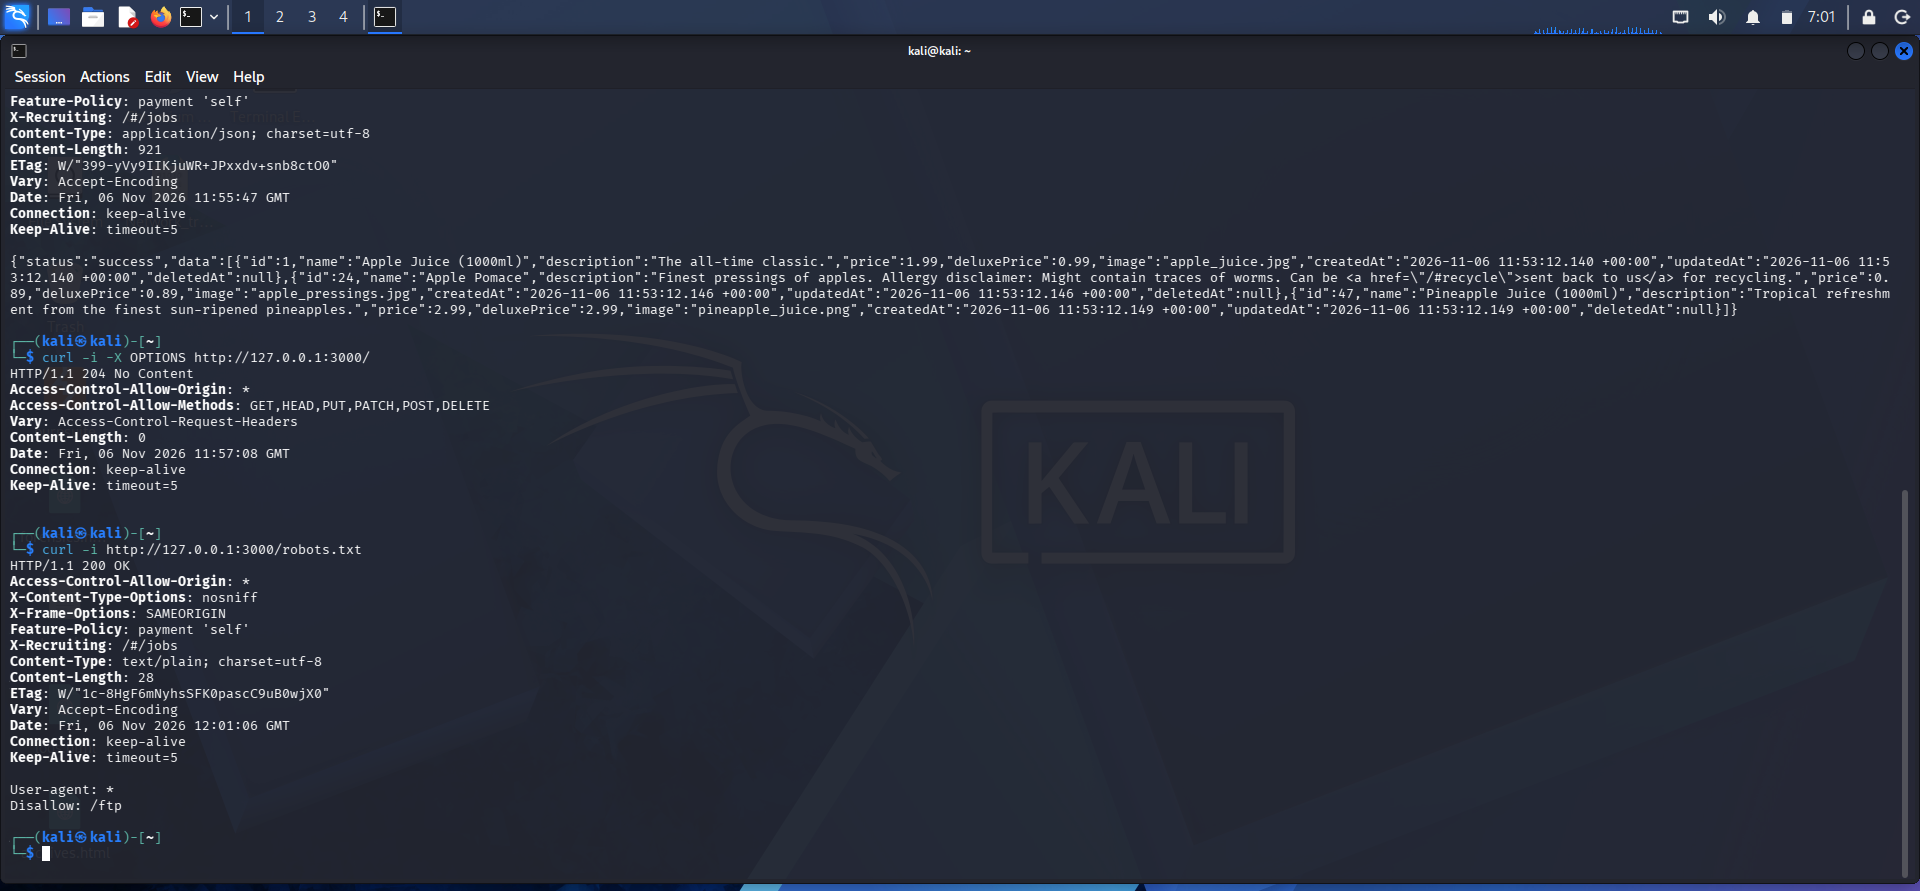 1 2 3 4 7:01
kali@kali: ~
Session Actions Edit View Help
Feature-Policy: payment 'self'
X-Recruiting: /#/jobs
Content-Type: application/json; charset=utf-8
Content-Length: 921
ETag: W/"399-yVy9IIKjuWR+JPxxdv+snb8ctO0"
Vary: Accept-Encoding
Date: Fri, 06 Nov 2026 11:55:47 GMT
Connection: keep-alive
Keep-Alive: timeout=5
{"status":"success","data":[{"id":1,"name":"Apple Juice (1000ml)","description":"The all-time classic.","price":1.99,"deluxePrice":0.99,"image":"apple_juice.jpg","createdAt":"2026-11-06 11:53:12.140 +00:00","updatedAt":"2026-11-06 11:5
3:12.140 +00:00","deletedAt":null},{"id":24,"name":"Apple Pomace","description":"Finest pressings of apples. Allergy disclaimer: Might contain traces of worms. Can be <a href=\"/#recycle\">sent back to us</a> for recycling.","price":0.
89,"deluxePrice":0.89,"image":"apple_pressings.jpg","createdAt":"2026-11-06 11:53:12.146 +00:00","updatedAt":"2026-11-06 11:53:12.146 +00:00","deletedAt":null},{"id":47,"name":"Pineapple Juice (1000ml)","description":"Tropical refreshm
ent from the finest sun-ripened pineapples.","price":2.99,"deluxePrice":2.99,"image":"pineapple_juice.png","createdAt":"2026-11-06 11:53:12.149 +00:00","updatedAt":"2026-11-06 11:53:12.149 +00:00","deletedAt":null}]}
Trash
┌──(kali㉿kali)-[~]
└─$ curl -i -X OPTIONS http://127.0.0.1:3000/
HTTP/1.1 204 No Content
Access-Control-Allow-Origin: *
Access-Control-Allow-Methods: GET,HEAD,PUT,PATCH,POST,DELETE
Vary: Access-Control-Request-Headers
Content-Length: 0
Date: Fri, 06 Nov 2026 11:57:08 GMT
Connection: keep-alive
Keep-Alive: timeout=5
KALI
┌──(kali㉿kali)-[~]
└─$ curl -i http://127.0.0.1:3000/robots.txt
HTTP/1.1 200 OK
Access-Control-Allow-Origin: *
X-Content-Type-Options: nosniff
X-Frame-Options: SAMEORIGIN
Feature-Policy: payment 'self'
X-Recruiting: /#/jobs
Content-Type: text/plain; charset=utf-8
Content-Length: 28
ETag: W/"1c-8HgF6mNyhsSFK0pascC9uB0wjX0"
Vary: Accept-Encoding
Date: Fri, 06 Nov 2026 12:01:06 GMT
Connection: keep-alive
Keep-Alive: timeout=5
User-agent: *
Disallow: /ftp
┌──(kali㉿kali)-[~]
└─$